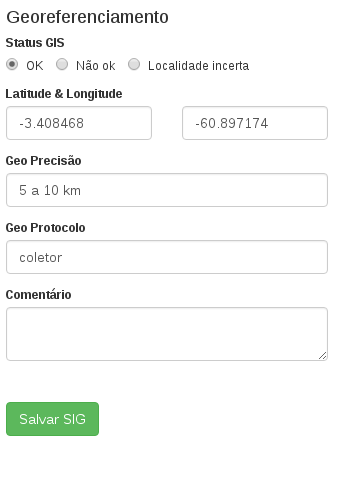 Georeferenciamento
Status GIS
OK Não ok Localidade incerta
Latitude & Longitude
-3.408468 -60.897174
Geo Precisão
5 a 10 km
Geo Protocolo
coletor
Comentário
Salvar SIG